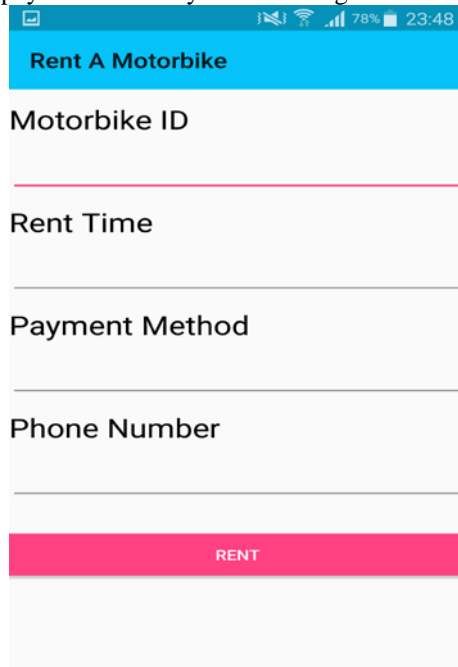 78% 23:48
Rent A Motorbike
Motorbike ID
Rent Time
Payment Method
Phone Number
RENT